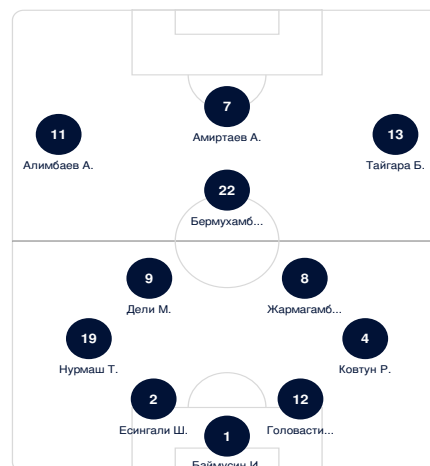 7
11
13
Амиртаев А.
Алимбаев А.
Тайгара Б.
22
Бермухамб...
9
8
Дели М.
Жармагамб...
19
4
Нурмаш Т.
Ковтун Р.
2
12
Есингали Ш.
Головасти...
1
Баймусин И.